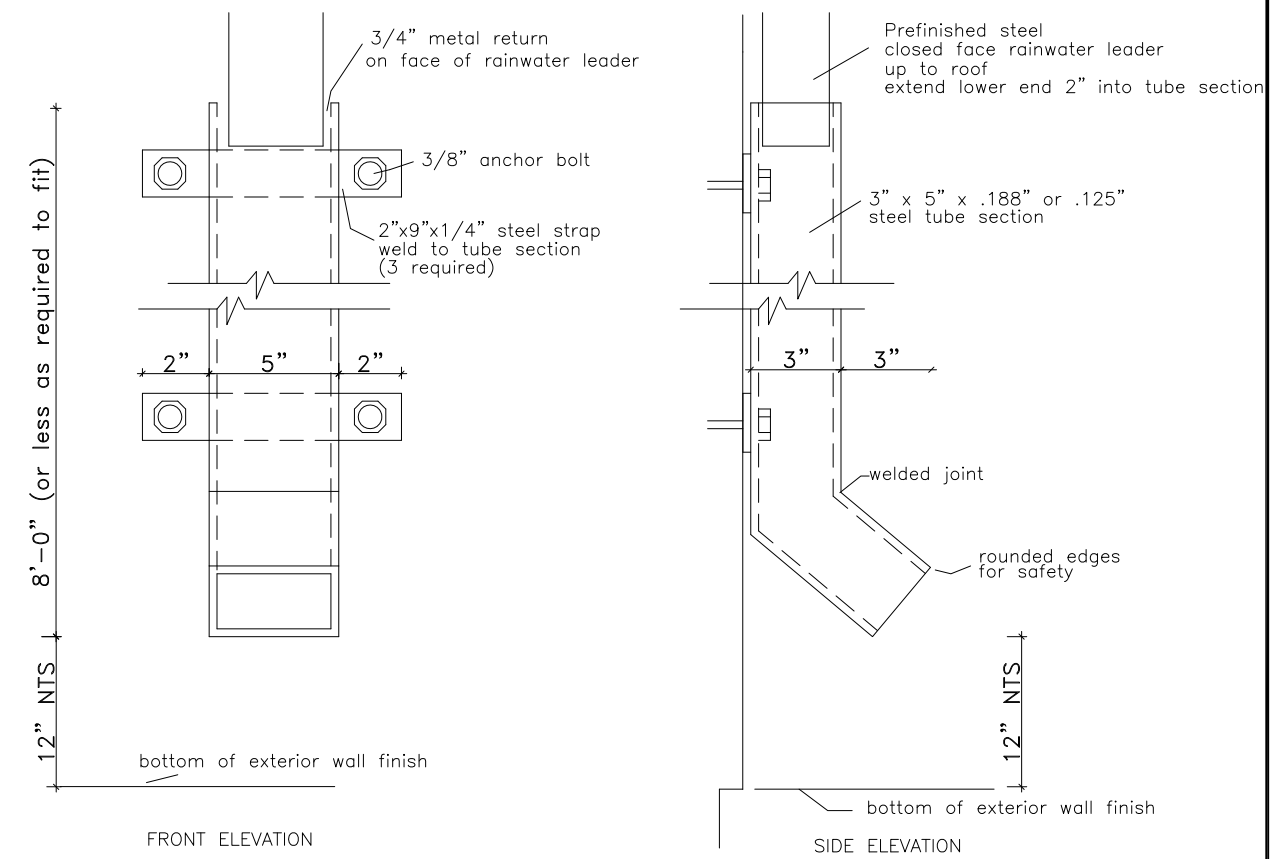 3/4" metal return
on face of rainwater leader
3/8" anchor bolt
2"x9"x1/4" steel strap
weld to tube section
(3 required)
8'-0" (or less as required to fit)
2"
5"
2"
12" NTS
bottom of exterior wall finish
FRONT ELEVATION
Prefinished steel
closed face rainwater leader
up to roof
extend lower end 2" into tube section
3" x 5" x .188" or .125"
steel tube section
3"
3"
welded joint
rounded edges
for safety
12" NTS
bottom of exterior wall finish
SIDE ELEVATION